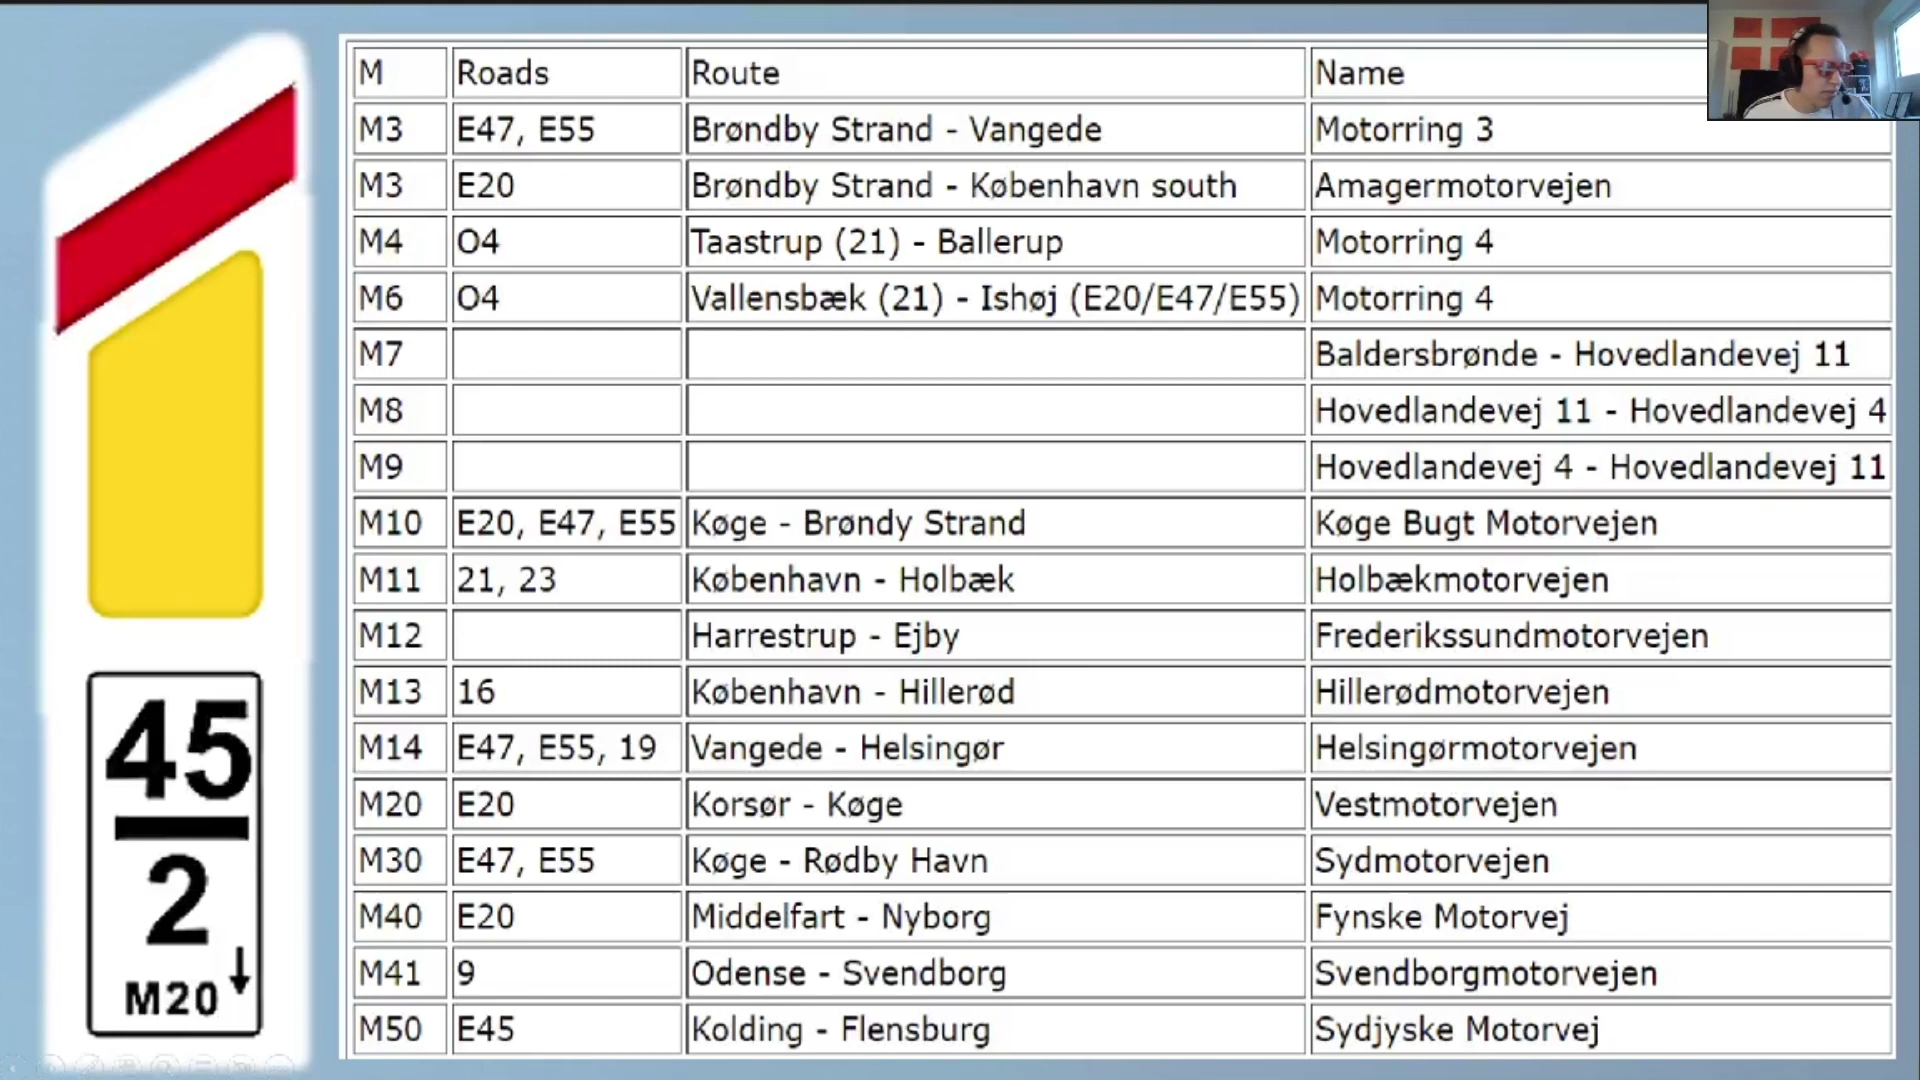 M Roads Route Name
M3 E47, E55 Brøndby Strand - Vangede Motorring 3
M3 E20 Brøndby Strand - København south Amagermotorvejen
M4 O4 Taastrup (21) - Ballerup Motorring 4
M6 O4 Vallensbæk (21) - Ishøj (E20/E47/E55) Motorring 4
M7 Baldersbrønde - Hovedlandevej 11
M8 Hovedlandevej 11 - Hovedlandevej 4
M9 Hovedlandevej 4 - Hovedlandevej 11
M10 E20, E47, E55 Køge - Brøndy Strand Køge Bugt Motorvejen
M11 21, 23 København - Holbæk Holbækmotorvejen
M12 Harrestrup - Ejby Frederikssundmotorvejen
M13 16 København - Hillerød Hillerødmotorvejen
M14 E47, E55, 19 Vangede - Helsingør Helsingørmotorvejen
M20 E20 Korsør - Køge Vestmotorvejen
M30 E47, E55 Køge - Rødby Havn Sydmotorvejen
M40 E20 Middelfart - Nyborg Fynske Motorvej
M41 9 Odense - Svendborg Svendborgmotorvejen
M50 E45 Kolding - Flensburg Sydjyske Motorvej
45
2
M20